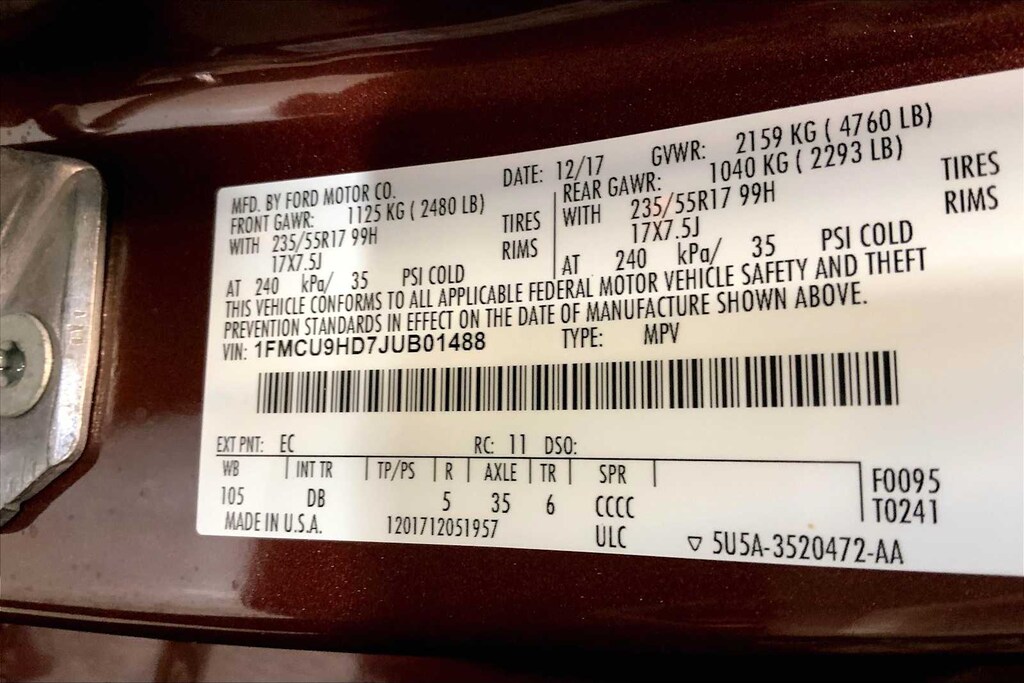 MFD. BY FORD MOTOR CO. DATE: 12/17 GVWR: 2159 KG ( 4760 LB)
FRONT GAWR: 1125 KG ( 2480 LB) REAR GAWR: 1040 KG ( 2293 LB)
WITH 235/55R17 99H TIRES WITH 235/55R17 99H TIRES
17X7.5J RIMS 17X7.5J RIMS
AT 240 kPa/ 35 PSI COLD AT 240 kPa/ 35 PSI COLD
THIS VEHICLE CONFORMS TO ALL APPLICABLE FEDERAL MOTOR VEHICLE SAFETY AND THEFT
PREVENTION STANDARDS IN EFFECT ON THE DATE OF MANUFACTURE SHOWN ABOVE.
VIN: 1FMCU9HD7JUB01488 TYPE: MPV
EXT PNT: EC RC: 11 DSO:
WB INT TR TP/PS R AXLE TR SPR F0095
105 DB 5 35 6 CCCC T0241
MADE IN U.S.A. 1201712051957 ULC ▽ 5U5A-3520472-AA